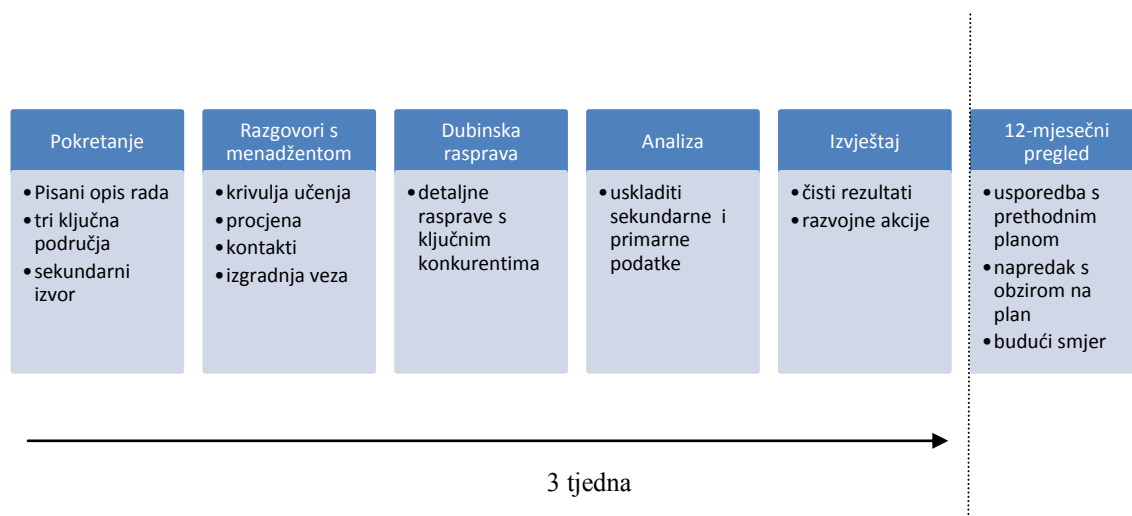 Pokretanje
• Pisani opis rada
• tri ključna
područja
• sekundarni
izvor
Razgovori s
menadžentom
• krivulja učenja
• procjena
• kontakti
• izgradnja veza
Dubinska
rasprava
• detaljne
rasprave s
ključnim
konkurentima
Analiza
• uskladiti
sekundarne i
primarne
podatke
Izvještaj
• čisti rezultati
• razvojne akcije
12-mjesečni
pregled
• usporedba s
prethodnim
planom
• napredak s
obzirom na
plan
• budući smjer
3 tjedna